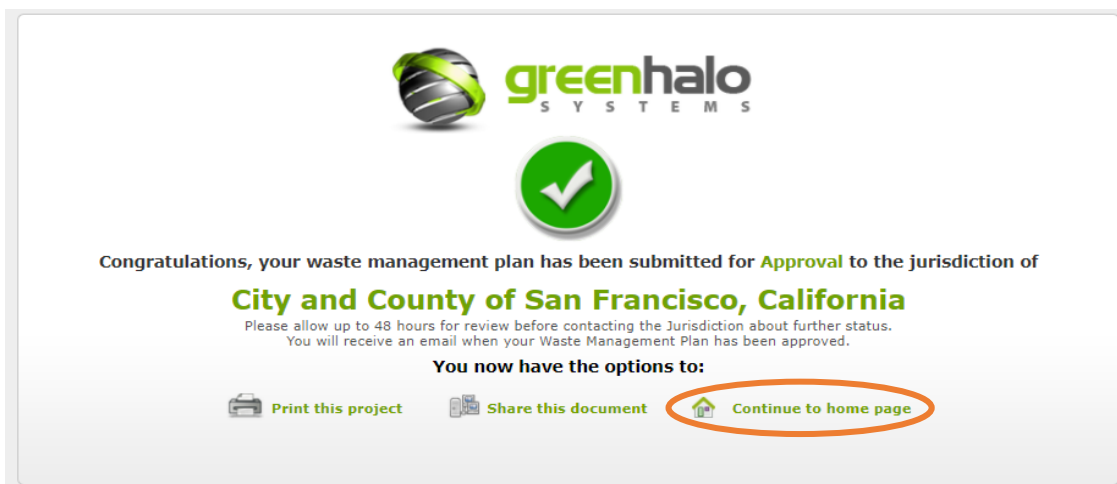 greenhalo
SYSTEMS
Congratulations, your waste management plan has been submitted for Approval to the jurisdiction of
City and County of San Francisco, California
Please allow up to 48 hours for review before contacting the Jurisdiction about further status.
You will receive an email when your Waste Management Plan has been approved.
You now have the options to:
Print this project Share this document Continue to home page